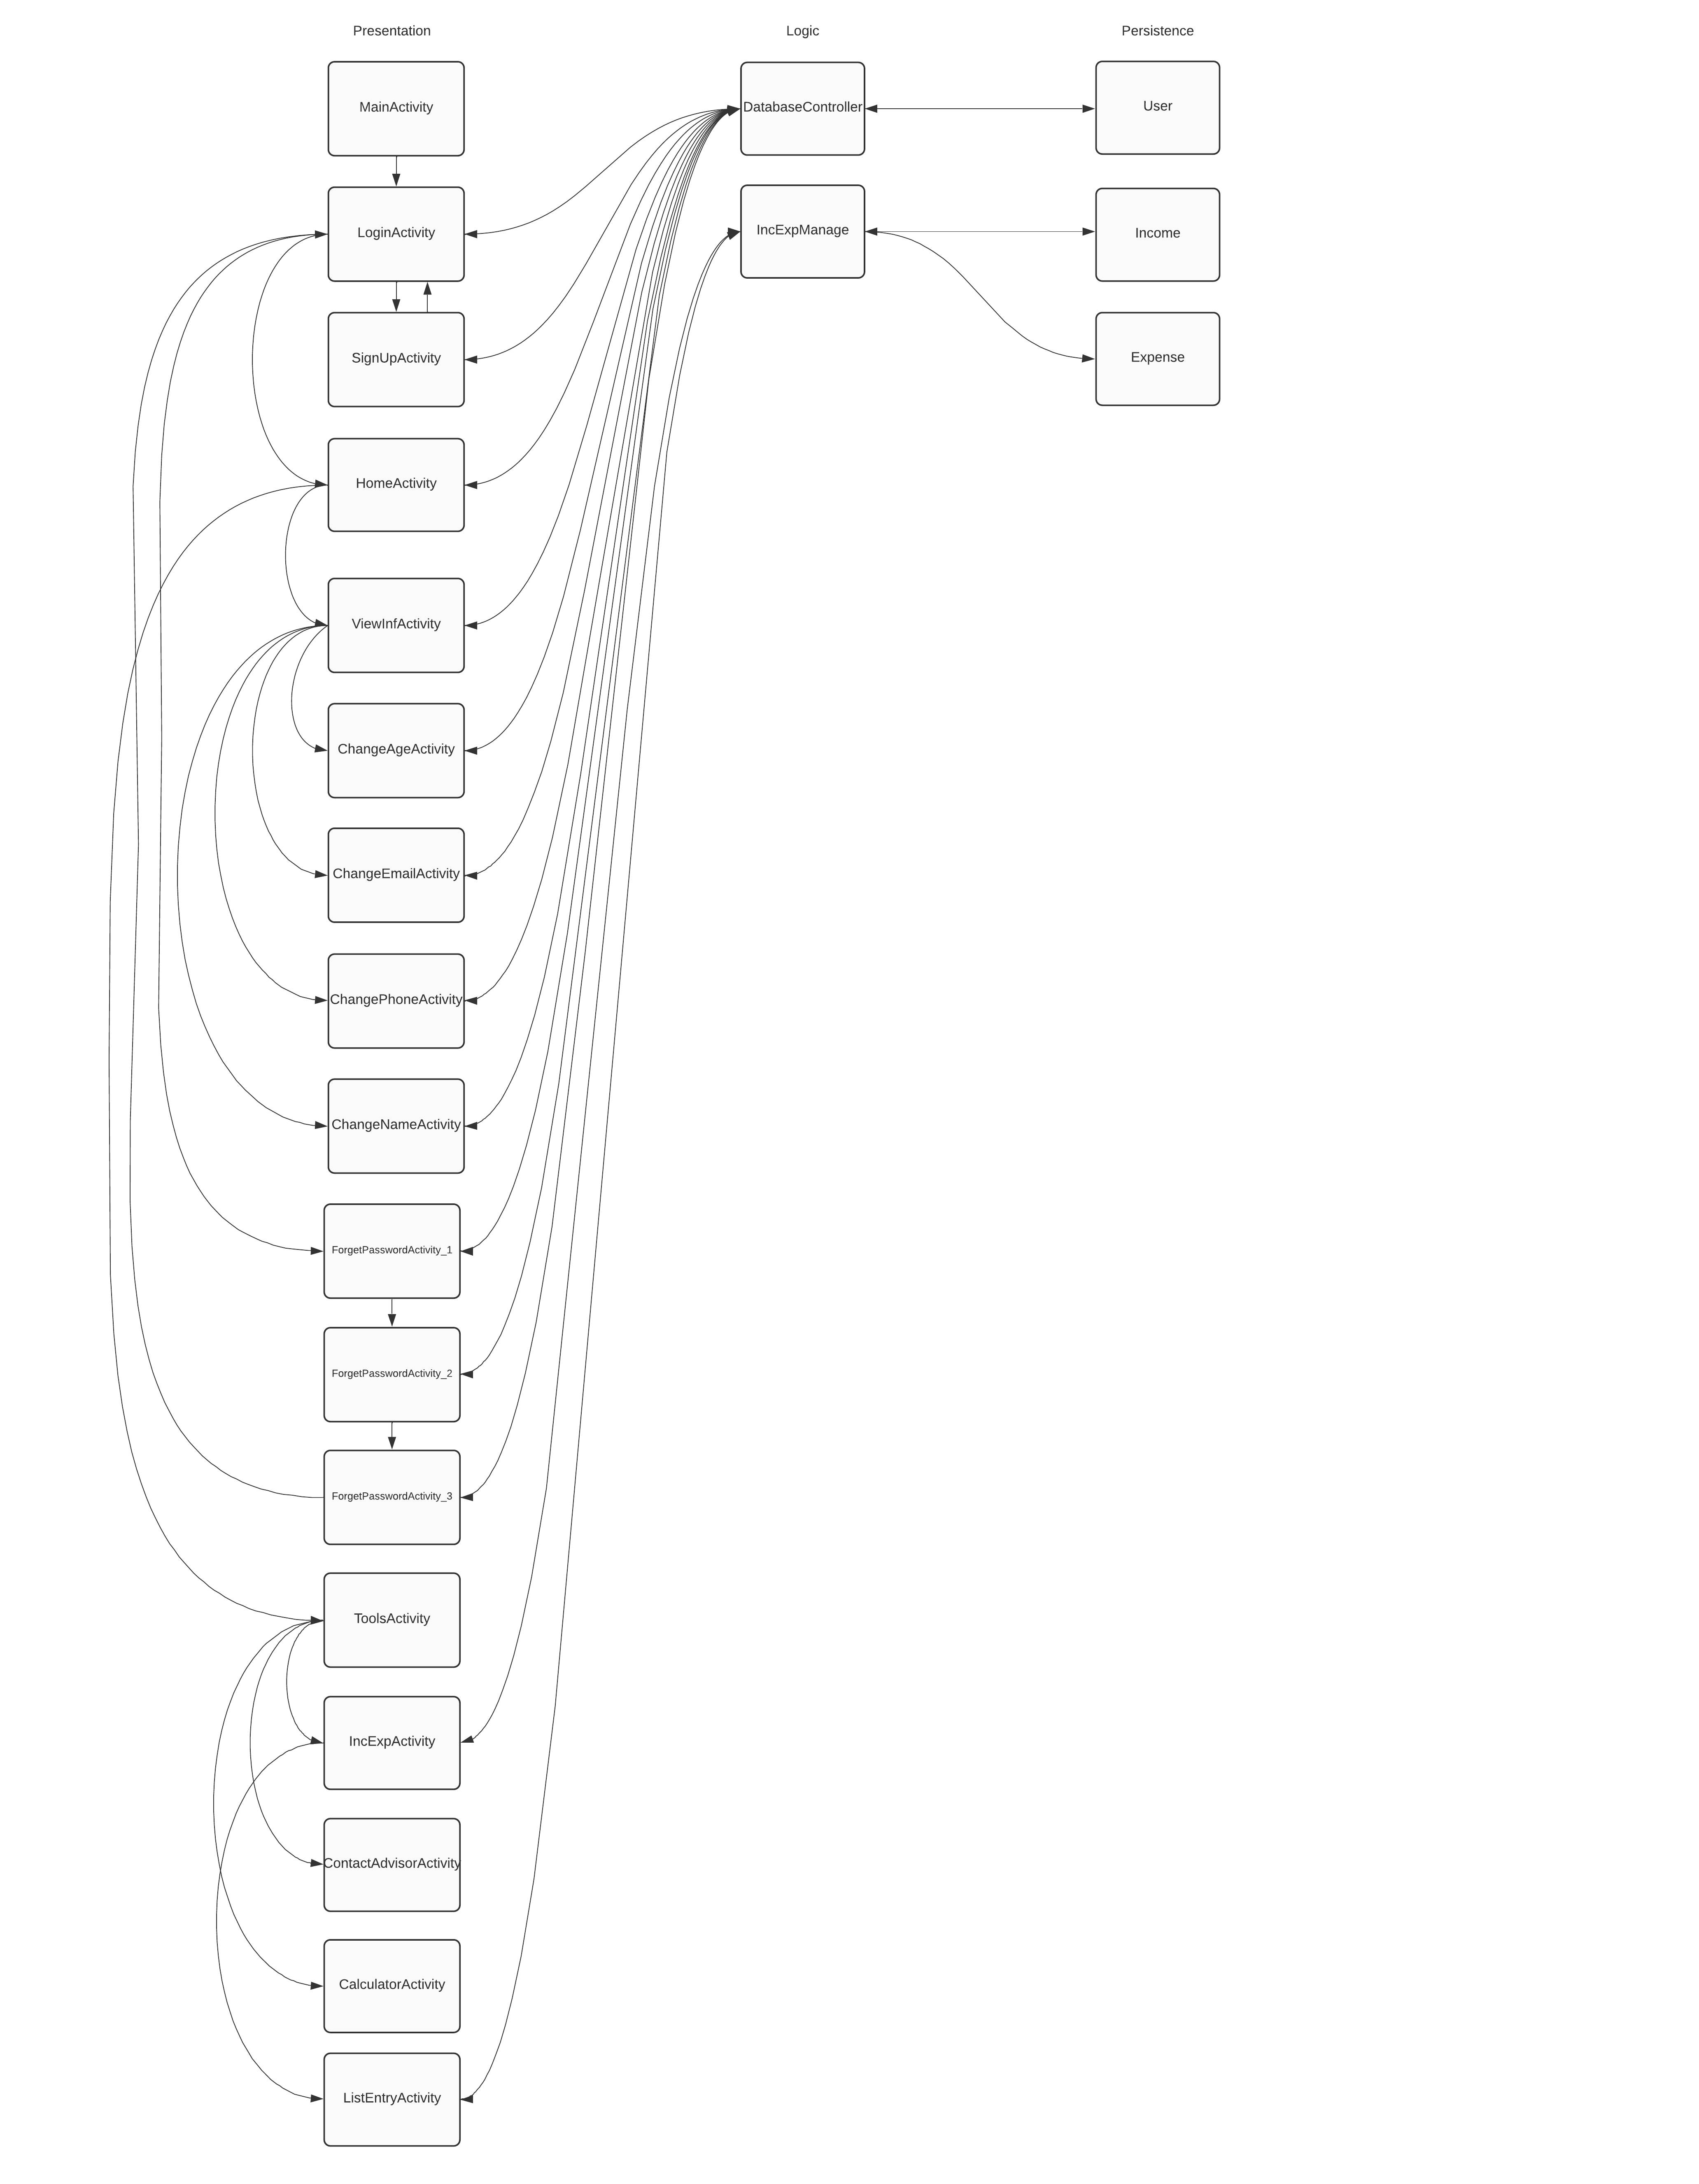 Presentation
Logic
Persistence
MainActivity
DatabaseController
User
LoginActivity
IncExpManage
Income
SignUpActivity
Expense
HomeActivity
ViewInfActivity
ChangeAgeActivity
ChangeEmailActivity
ChangePhoneActivity
ChangeNameActivity
ForgetPasswordActivity_1
ForgetPasswordActivity_2
ForgetPasswordActivity_3
ToolsActivity
IncExpActivity
ContactAdvisorActivity
CalculatorActivity
ListEntryActivity